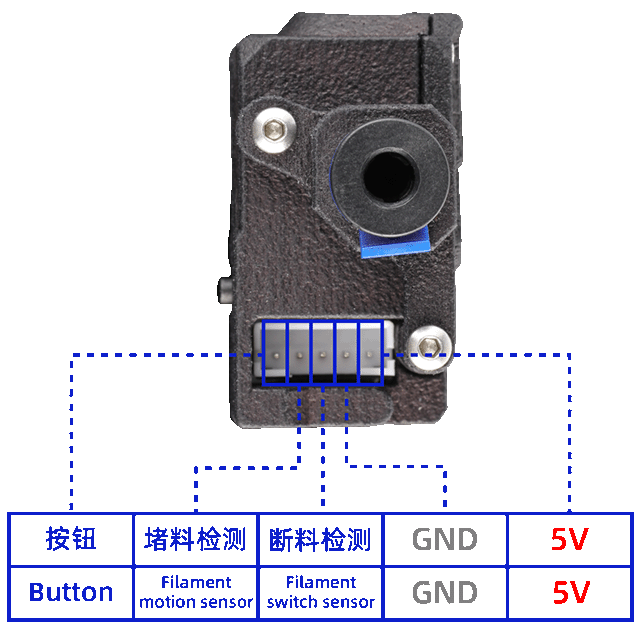 按钮 堵料检测 断料检测 GND 5V
Button Filament motion sensor Filament switch sensor GND 5V